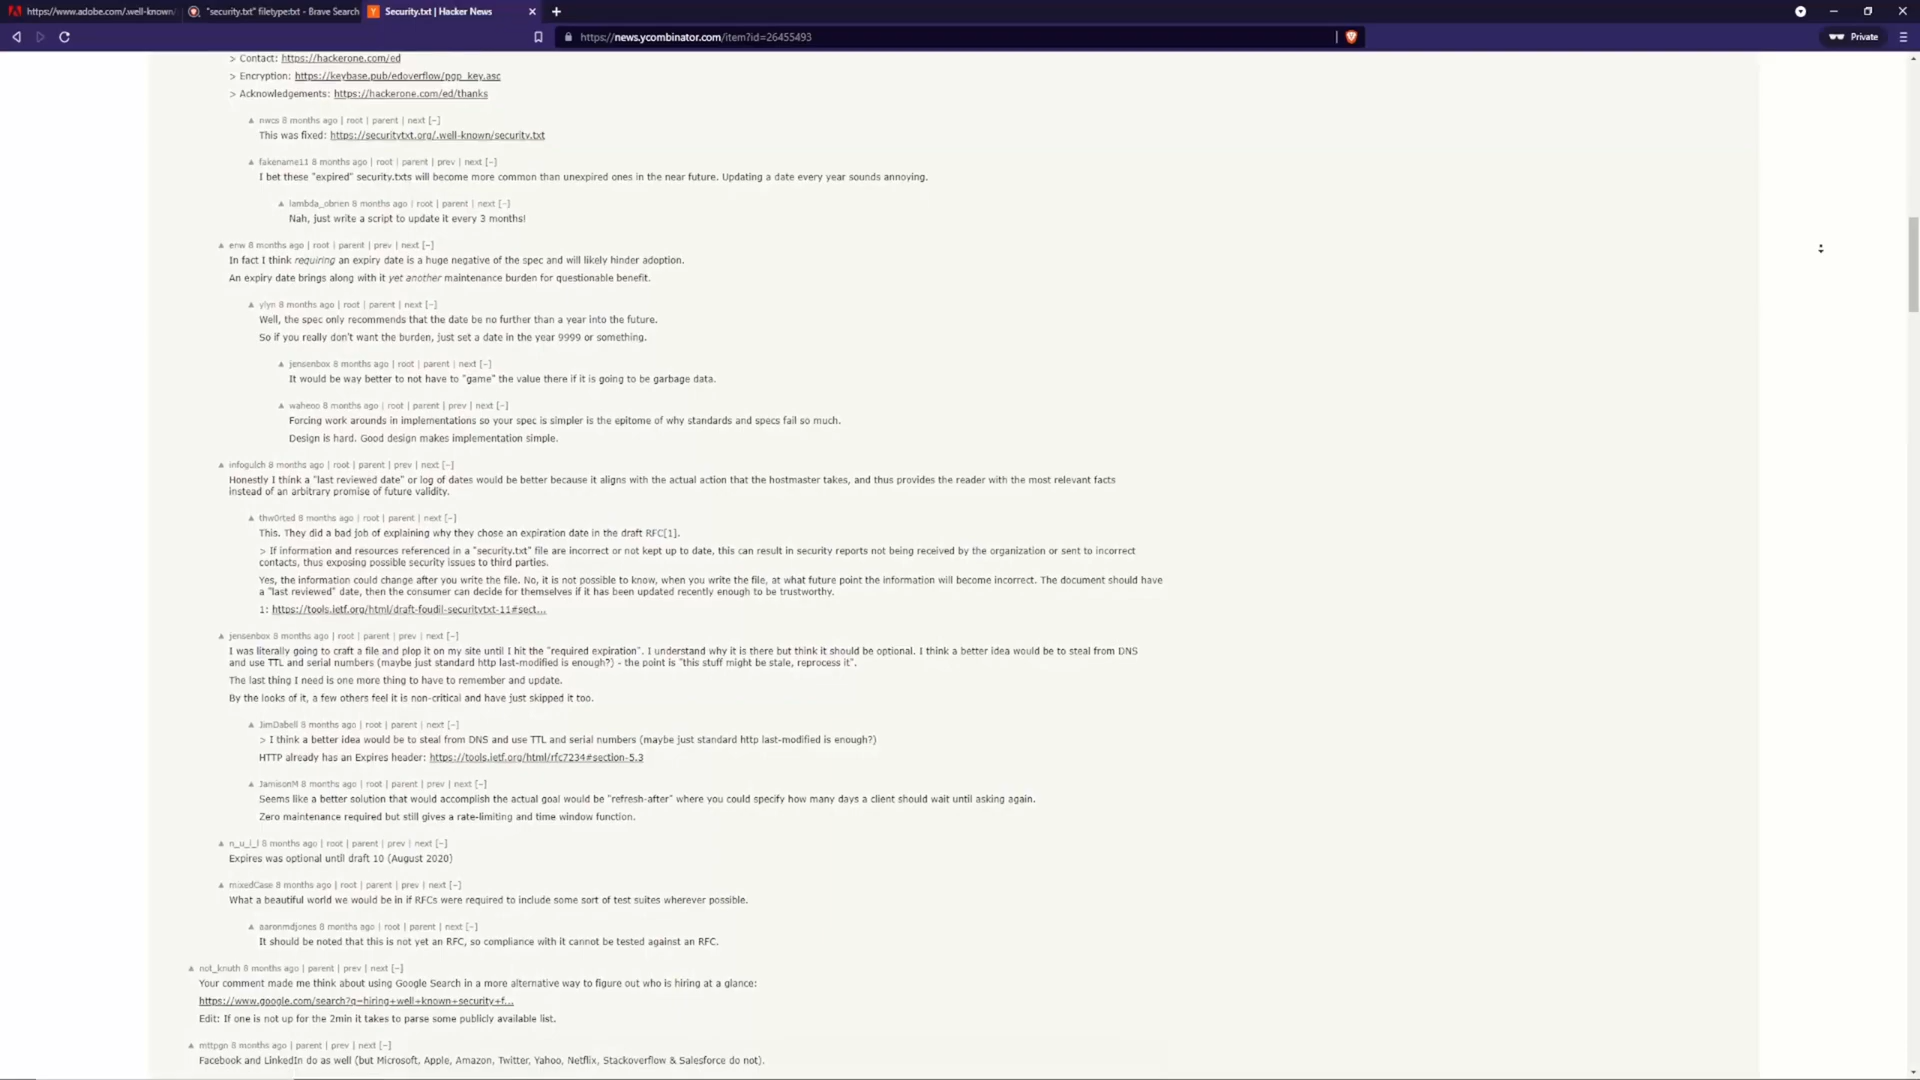 https://www.adobe.com/.well-known/
"security.txt" filetype:txt - Brave Search
Security.txt | Hacker News
https://news.ycombinator.com/item?id=26455493
Private
> Contact: https://hackerone.com/ed
> Encryption: https://keybase.pub/edoverflow/pgp_key.asc
> Acknowledgements: https://hackerone.com/ed/thanks
nwcs 8 months ago | root | parent | next [–]
This was fixed: https://securitytxt.org/.well-known/security.txt
fakename11 8 months ago | root | parent | prev | next [–]
I bet these "expired" security.txts will become more common than unexpired ones in the near future. Updating a date every year sounds annoying.
lambda_obrien 8 months ago | root | parent | next [–]
Nah, just write a script to update it every 3 months!
enw 8 months ago | root | parent | prev | next [–]
In fact I think requiring an expiry date is a huge negative of the spec and will likely hinder adoption.
An expiry date brings along with it yet another maintenance burden for questionable benefit.
ylyn 8 months ago | root | parent | next [–]
Well, the spec only recommends that the date be no further than a year into the future.
So if you really don't want the burden, just set a date in the year 9999 or something.
jensenbox 8 months ago | root | parent | next [–]
It would be way better to not have to "game" the value there if it is going to be garbage data.
waheoo 8 months ago | root | parent | prev | next [–]
Forcing work arounds in implementations so your spec is simpler is the epitome of why standards and specs fail so much.
Design is hard. Good design makes implementation simple.
infogulch 8 months ago | root | parent | prev | next [–]
Honestly I think a "last reviewed date" or log of dates would be better because it aligns with the actual action that the hostmaster takes, and thus provides the reader with the most relevant facts
instead of an arbitrary promise of future validity.
thw0rted 8 months ago | root | parent | next [–]
This. They did a bad job of explaining why they chose an expiration date in the draft RFC[1].
> If information and resources referenced in a "security.txt" file are incorrect or not kept up to date, this can result in security reports not being received by the organization or sent to incorrect
contacts, thus exposing possible security issues to third parties.
Yes, the information could change after you write the file. No, it is not possible to know, when you write the file, at what future point the information will become incorrect. The document should have
a "last reviewed" date, then the consumer can decide for themselves if it has been updated recently enough to be trustworthy.
1: https://tools.ietf.org/html/draft-foudil-securitytxt-11#sect...
jensenbox 8 months ago | root | parent | prev | next [–]
I was literally going to craft a file and plop it on my site until I hit the "required expiration". I understand why it is there but think it should be optional. I think a better idea would be to steal from DNS
and use TTL and serial numbers (maybe just standard http last-modified is enough?) - the point is "this stuff might be stale, reprocess it".
The last thing I need is one more thing to have to remember and update.
By the looks of it, a few others feel it is non-critical and have just skipped it too.
JimDabell 8 months ago | root | parent | next [–]
> I think a better idea would be to steal from DNS and use TTL and serial numbers (maybe just standard http last-modified is enough?)
HTTP already has an Expires header: https://tools.ietf.org/html/rfc7234#section-5.3
JamisonM 8 months ago | root | parent | prev | next [–]
Seems like a better solution that would accomplish the actual goal would be "refresh-after" where you could specify how many days a client should wait until asking again.
Zero maintenance required but still gives a rate-limiting and time window function.
n_u_l_l 8 months ago | root | parent | prev | next [–]
Expires was optional until draft 10 (August 2020)
mixedCase 8 months ago | root | parent | prev | next [–]
What a beautiful world we would be in if RFCs were required to include some sort of test suites wherever possible.
aaronmdjones 8 months ago | root | parent | next [–]
It should be noted that this is not yet an RFC, so compliance with it cannot be tested against an RFC.
not_knuth 8 months ago | parent | prev | next [–]
Your comment made me think about using Google Search in a more alternative way to figure out who is hiring at a glance:
https://www.google.com/search?q=hiring+well+known+security+f...
Edit: If one is not up for the 2min it takes to parse some publicly available list.
mttpgn 8 months ago | parent | prev | next [–]
Facebook and LinkedIn do as well (but Microsoft, Apple, Amazon, Twitter, Yahoo, Netflix, Stackoverflow & Salesforce do not).